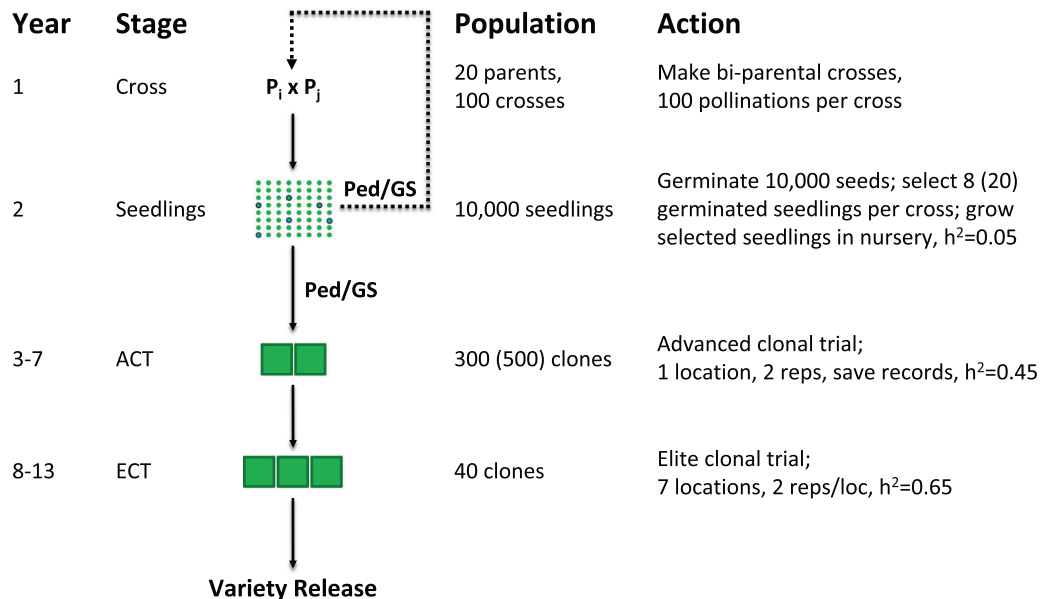 Year Stage Population Action
1 Cross P_i x P_j 20 parents, Make bi-parental crosses,
100 crosses 100 pollinations per cross
Ped/GS Germinate 10,000 seeds; select 8 (20)
2 Seedlings 10,000 seedlings germinated seedlings per cross; grow
selected seedlings in nursery, h²=0.05
Ped/GS
3-7 ACT 300 (500) clones Advanced clonal trial;
1 location, 2 reps, save records, h²=0.45
8-13 ECT 40 clones Elite clonal trial;
7 locations, 2 reps/loc, h²=0.65
Variety Release